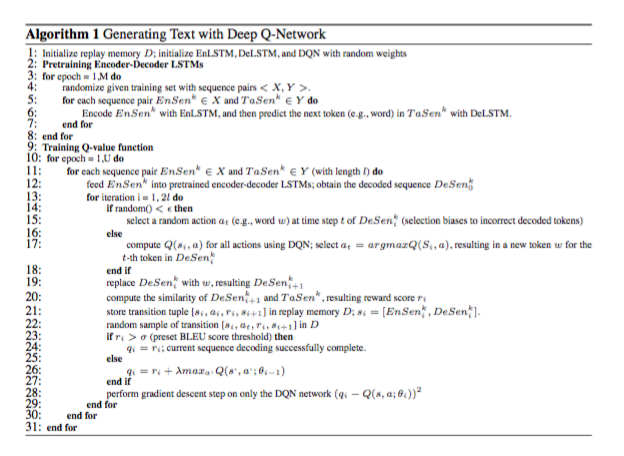 Algorithm 1 Generating Text with Deep Q-Network
1: Initialize replay memory D; initialize EnLSTM, DeLSTM, and DQN with random weights
2: Pretraining Encoder-Decoder LSTMs
3: for epoch = 1,M do
4: randomize given training set with sequence pairs < X, Y >.
5: for each sequence pair EnSen^k ∈ X and TaSen^k ∈ Y do
6: Encode EnSen^k with EnLSTM, and then predict the next token (e.g., word) in TaSen^k with DeLSTM.
7: end for
8: end for
9: Training Q-value function
10: for epoch = 1,U do
11: for each sequence pair EnSen^k ∈ X and TaSen^k ∈ Y (with length l) do
12: feed EnSen^k into pretrained encoder-decoder LSTMs; obtain the decoded sequence DeSen_0^k
13: for iteration i = 1, 2l do
14: if random() < ϵ then
15: select a random action a_t (e.g., word w) at time step t of DeSen_i^k (selection biases to incorrect decoded tokens)
16: else
17: compute Q(s_i, a) for all actions using DQN; select a_t = argmaxQ(S_i, a), resulting in a new token w for the
t-th token in DeSen_i^k
18: end if
19: replace DeSen_i^k with w, resulting DeSen_{i+1}^k
20: compute the similarity of DeSen_{i+1}^k and TaSen^k, resulting reward score r_i
21: store transition tuple [s_i, a_i, r_i, s_{i+1}] in replay memory D; s_i = [EnSen_i^k, DeSen_i^k].
22: random sample of transition [s_i, a_t, r_i, s_{i+1}] in D
23: if r_i > σ (preset BLEU score threshold) then
24: q_i = r_i; current sequence decoding successfully complete.
25: else
26: q_i = r_i + λmax_{a'} Q(s', a'; θ_{i−1})
27: end if
28: perform gradient descent step on only the DQN network (q_i − Q(s, a; θ_i))^2
29: end for
30: end for
31: end for